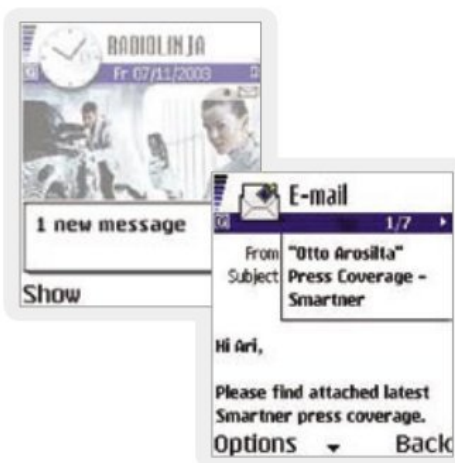 RADIOLINJA
Fr 07/11/2003
1 new message
Show
E-mail
1/7
From "Otto Arosilta"
Subject Press Coverage -
Smartner
Hi Ari,
Please find attached latest
Smartner press coverage.
Options Back